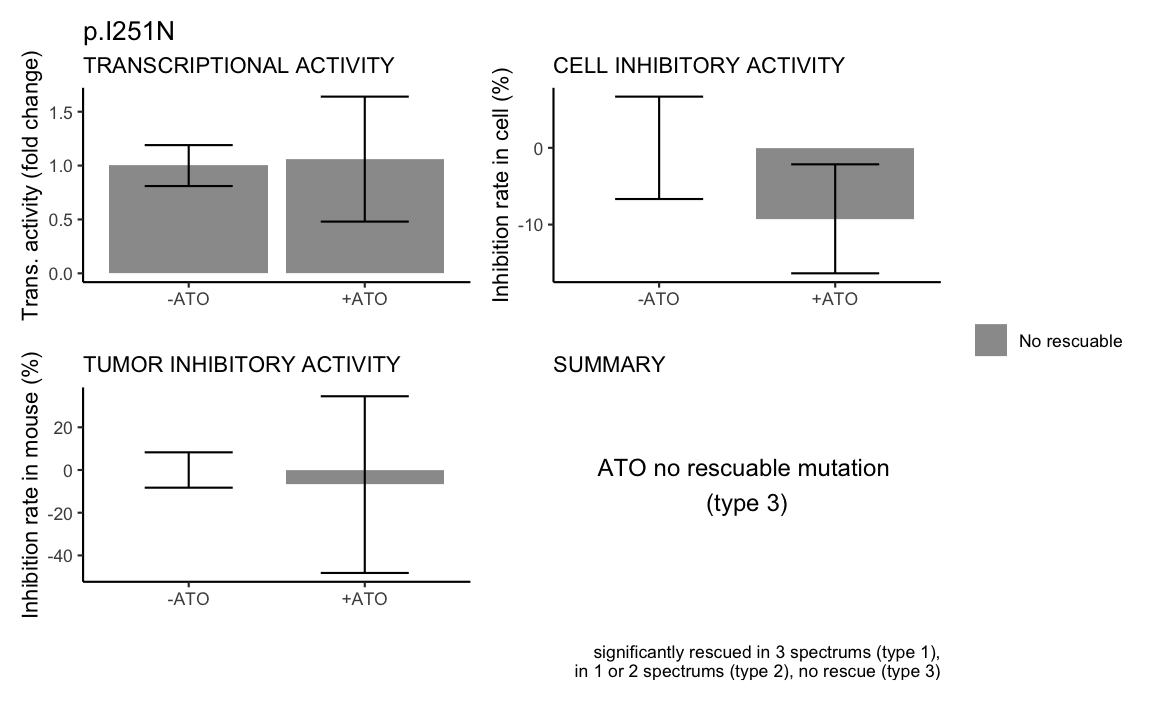 p.I251N
TRANSCRIPTIONAL ACTIVITY
Trans. activity (fold change)
1.5
1.0
0.5
0.0
-ATO
+ATO
CELL INHIBITORY ACTIVITY
Inhibition rate in cell (%)
0
-10
-ATO
+ATO
No rescuable
TUMOR INHIBITORY ACTIVITY
Inhibition rate in mouse (%)
20
0
-20
-40
-ATO
+ATO
SUMMARY
ATO no rescuable mutation
(type 3)
significantly rescued in 3 spectrums (type 1),
in 1 or 2 spectrums (type 2), no rescue (type 3)